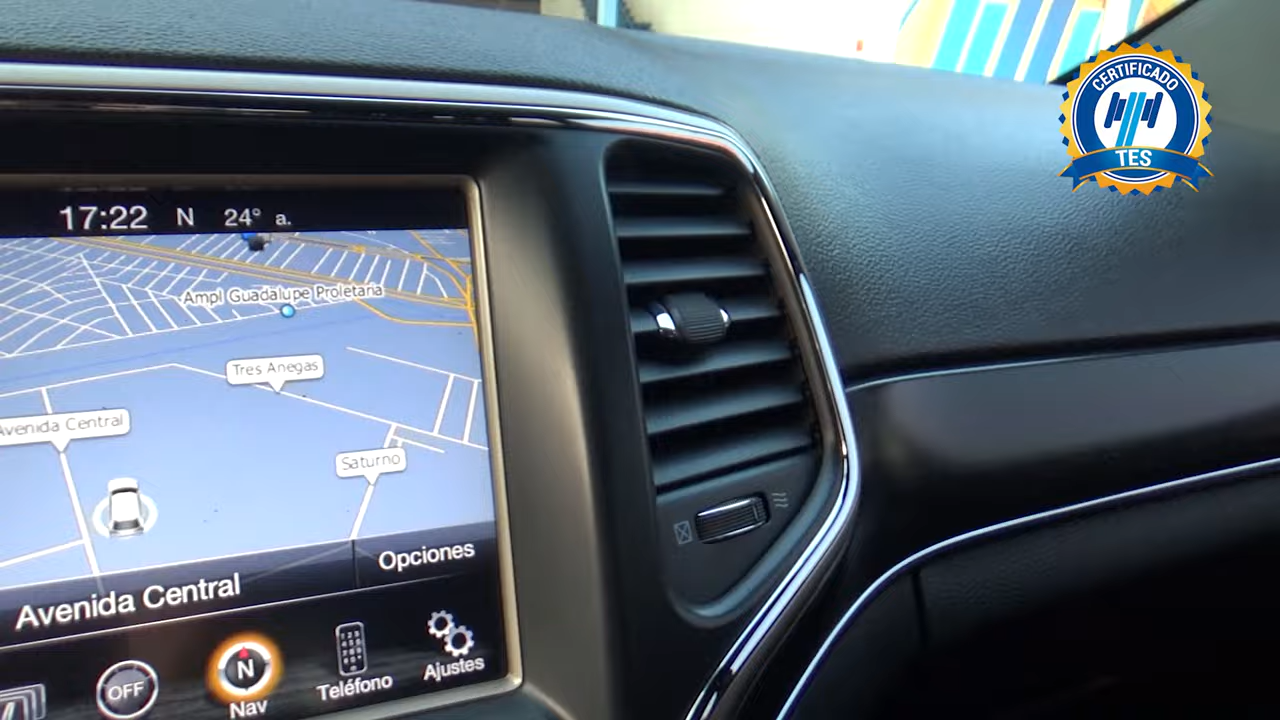 CERTIFICADO
TES
17:22 N 24° a.
Ampl Guadalupe Proletaria
Tres Anegas
Avenida Central
Saturno
Opciones
Avenida Central
OFF
N
Nav
Teléfono
Ajustes